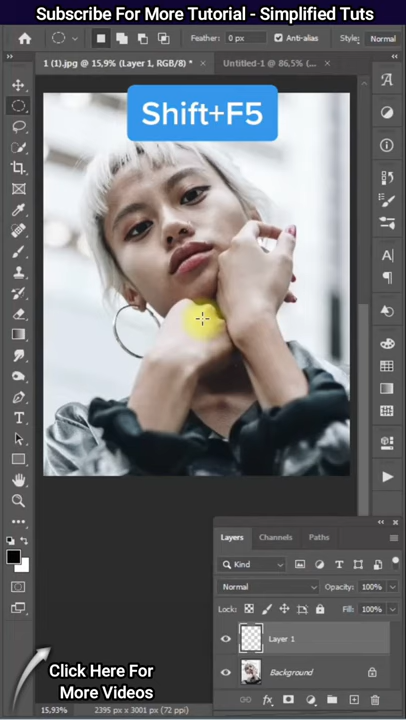 Subscribe For More Tutorial - Simplified Tuts
Feather: 0 px Anti-alias Style: Normal
1 (1).jpg @ 15,9% (Layer 1, RGB/8) * × Untitled-1 @ 86,5% (... ×
Shift+F5
Layers Channels Paths
Kind
Normal Opacity: 100%
Lock: Fill: 100%
Layer 1
Background
Click Here For
More Videos
15,93% 2395 px x 3001 px (72 ppi)